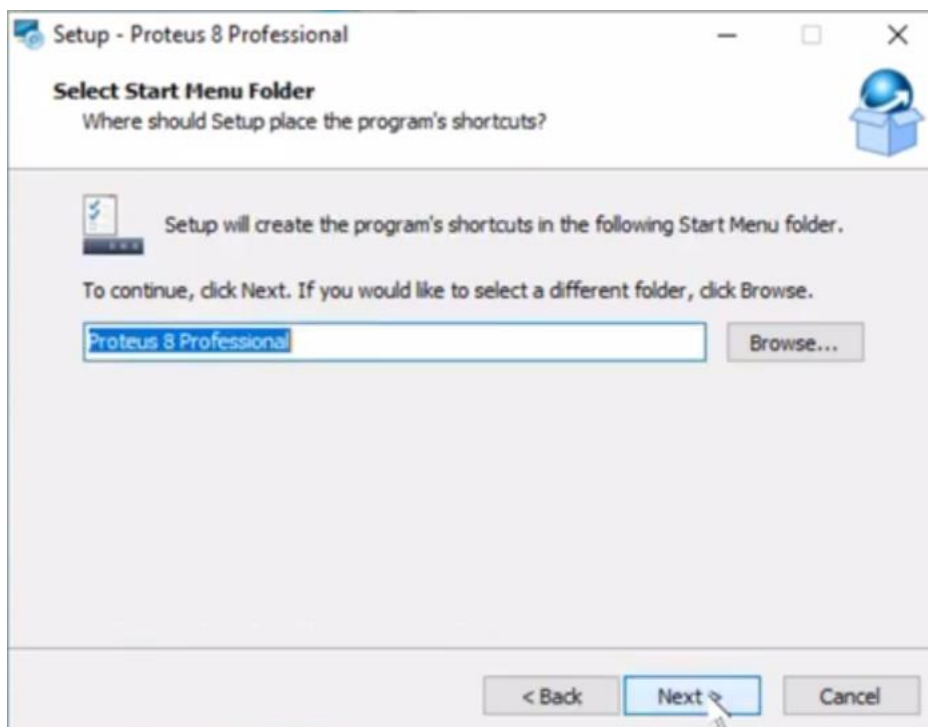 Setup - Proteus 8 Professional
Select Start Menu Folder
Where should Setup place the program's shortcuts?
Setup will create the program's shortcuts in the following Start Menu folder.
To continue, click Next. If you would like to select a different folder, click Browse.
Proteus 8 Professional
Browse...
< Back
Next >
Cancel